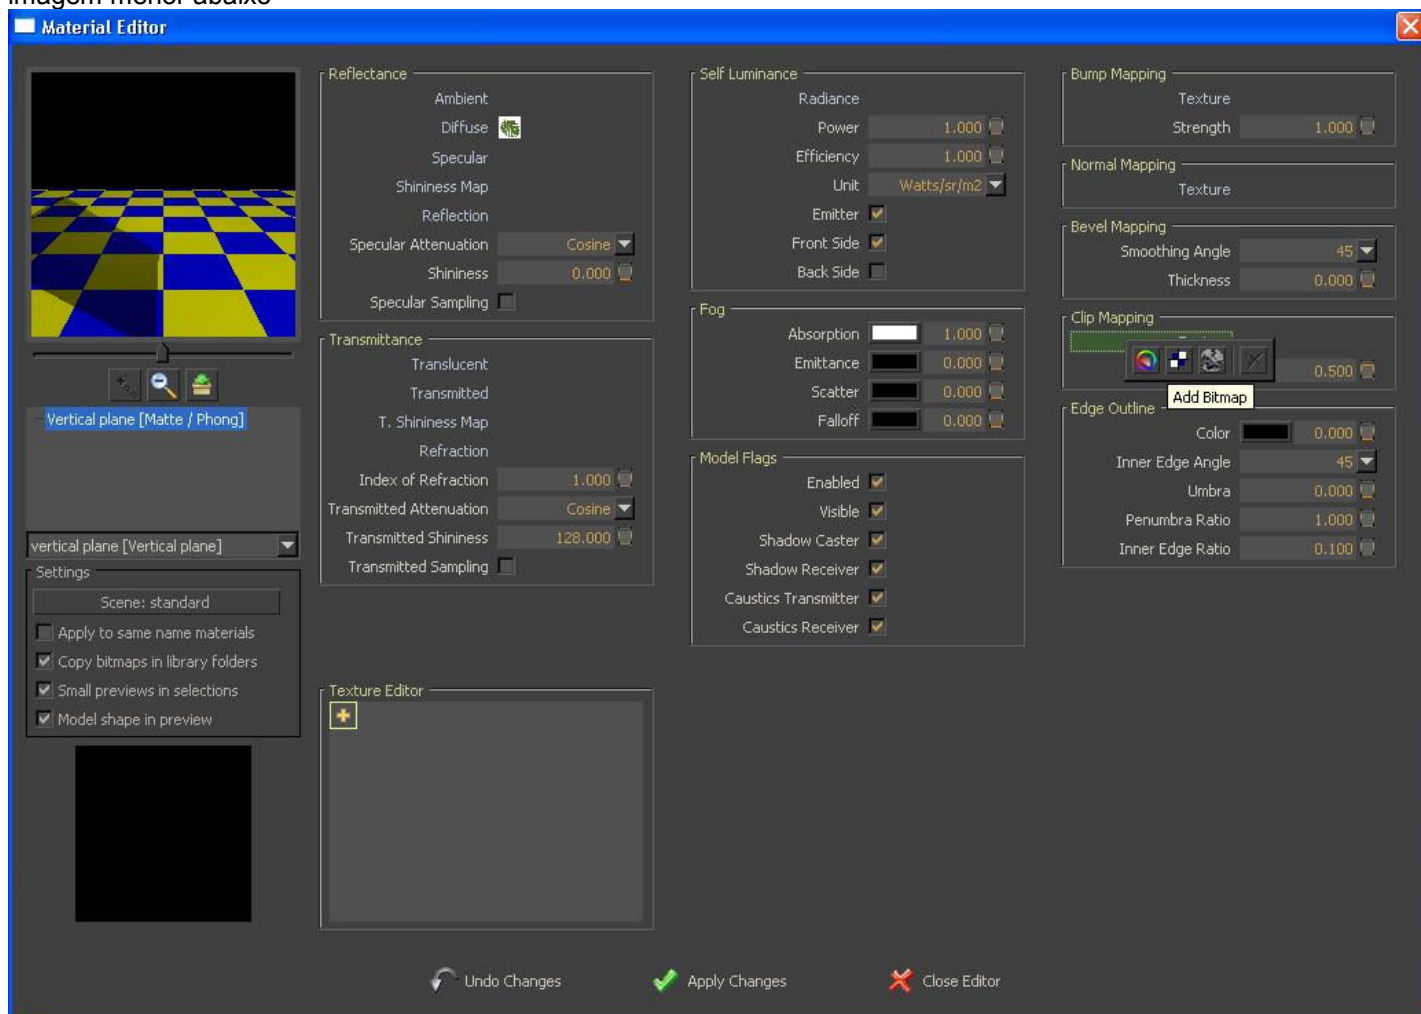 imagem menor abaixo
Material Editor
Reflectance
Ambient
Diffuse
Specular
Shininess Map
Reflection
Specular Attenuation Cosine
Shininess 0.000
Specular Sampling
Transmittance
Translucent
Transmitted
T. Shininess Map
Refraction
Index of Refraction 1.000
Transmitted Attenuation Cosine
Transmitted Shininess 128.000
Transmitted Sampling
Self Luminance
Radiance
Power 1.000
Efficiency 1.000
Unit Watts/sr/m2
Emitter
Front Side
Back Side
Fog
Absorption 1.000
Emittance 0.000
Scatter 0.000
Falloff 0.000
Model Flags
Enabled
Visible
Shadow Caster
Shadow Receiver
Caustics Transmitter
Caustics Receiver
Bump Mapping
Texture
Strength 1.000
Normal Mapping
Texture
Bevel Mapping
Smoothing Angle 45
Thickness 0.000
Clip Mapping
0.500
Add Bitmap
Edge Outline
Color 0.000
Inner Edge Angle 45
Umbra 0.000
Penumbra Ratio 1.000
Inner Edge Ratio 0.100
Vertical plane [Matte / Phong]
vertical plane [Vertical plane]
Settings
Scene: standard
Apply to same name materials
Copy bitmaps in library folders
Small previews in selections
Model shape in preview
Texture Editor
Undo Changes
Apply Changes
Close Editor